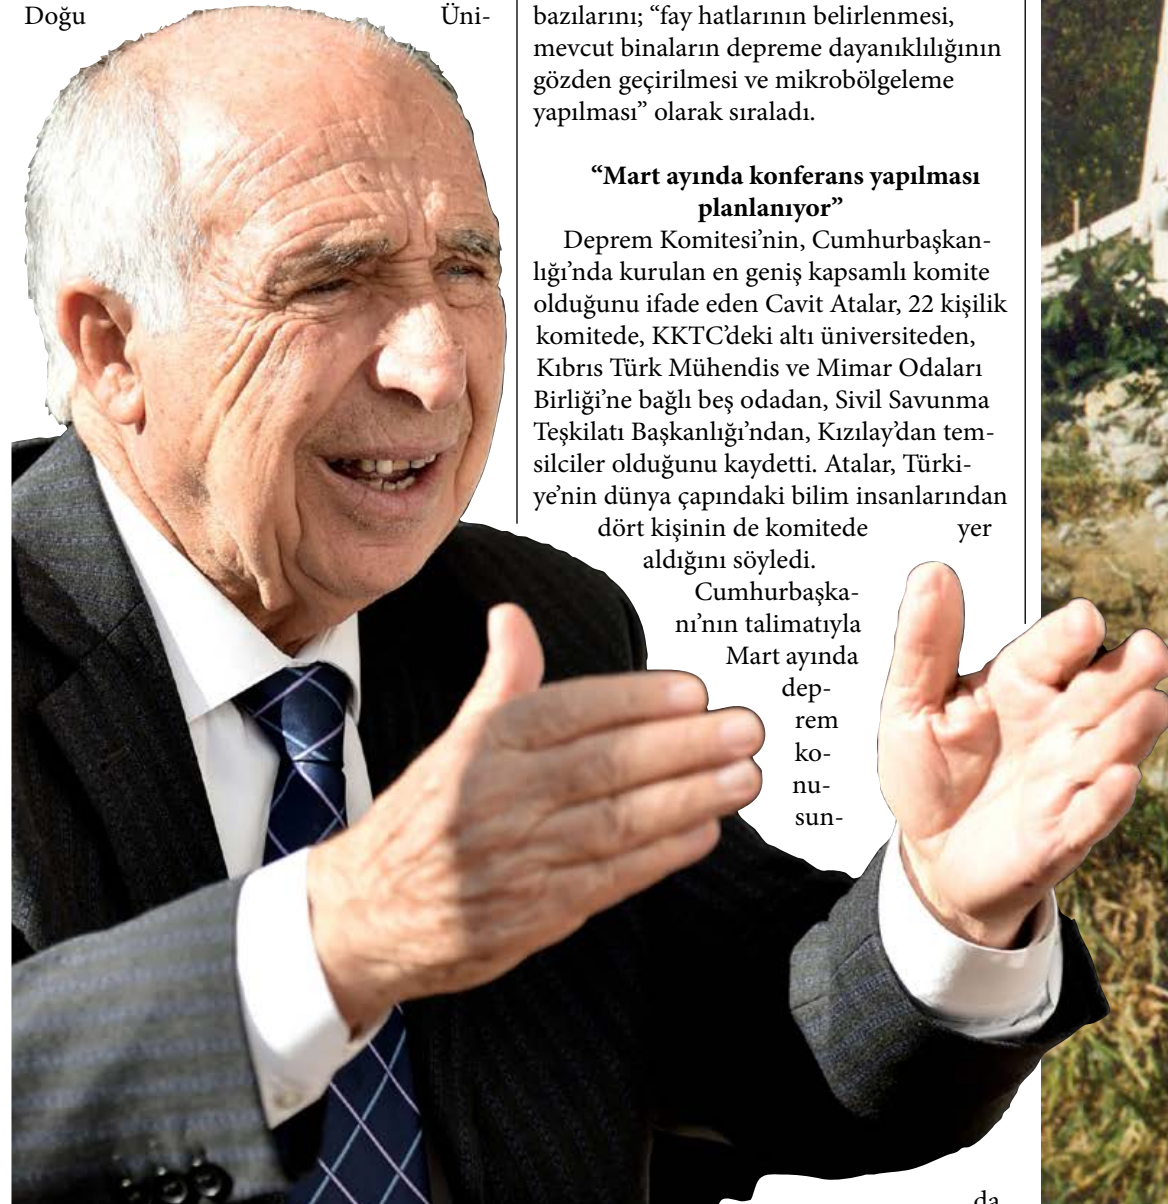 Doğu Üni-
bazılarını; “fay hatlarının belirlenmesi,
mevcut binaların depreme dayanıklılığının
gözden geçirilmesi ve mikrobölgeleme
yapılması” olarak sıraladı.
“Mart ayında konferans yapılması
planlanıyor”
Deprem Komitesi’nin, Cumhurbaşkan-
lığı’nda kurulan en geniş kapsamlı komite
olduğunu ifade eden Cavit Atalar, 22 kişilik
komitede, KKTC’deki altı üniversiteden,
Kıbrıs Türk Mühendis ve Mimar Odaları
Birliği’ne bağlı beş odadan, Sivil Savunma
Teşkilatı Başkanlığı’ndan, Kızılay’dan tem-
silciler olduğunu kaydetti. Atalar, Türki-
ye’nin dünya çapındaki bilim insanlarından
dört kişinin de komitede yer
aldığını söyledi.
Cumhurbaşka-
nı’nın talimatıyla
Mart ayında
dep-
rem
ko-
nu-
sun-
da